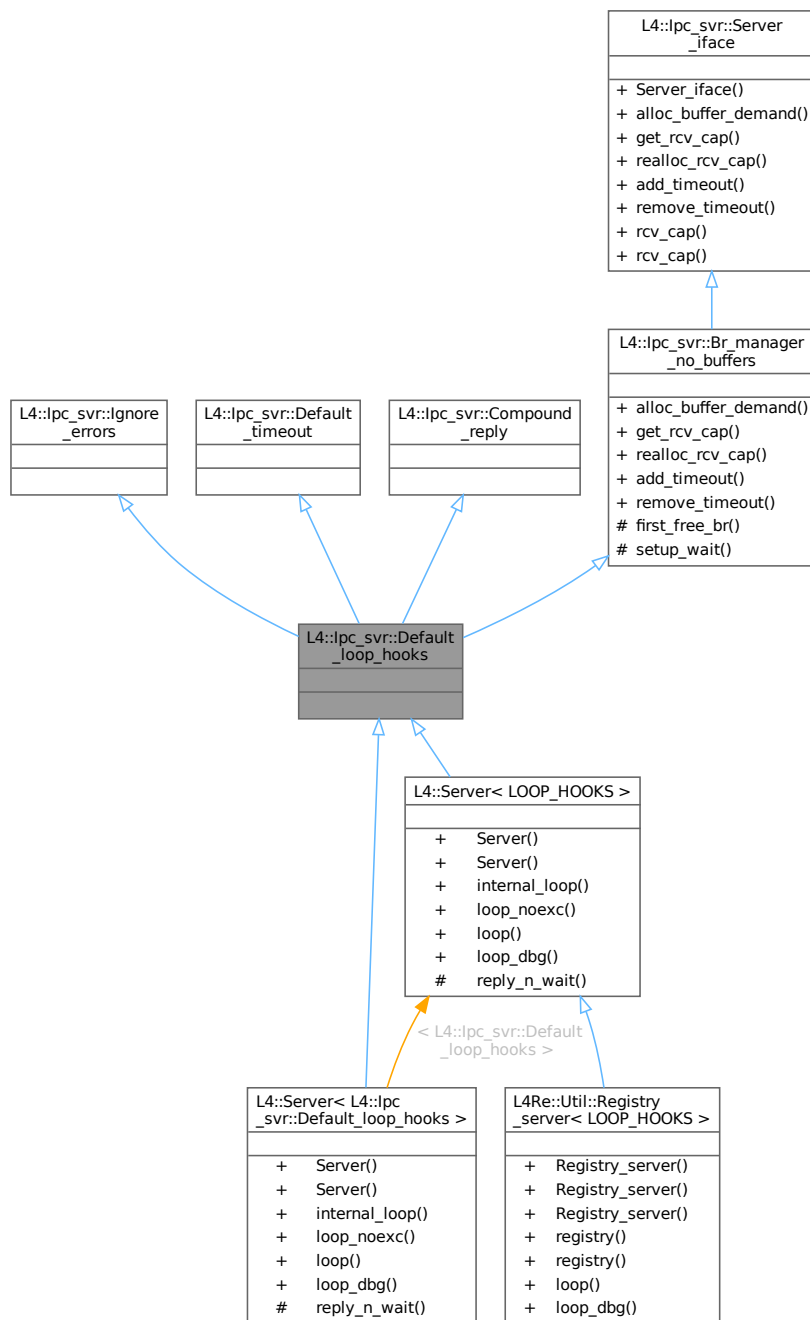 L4::Ipc_svr::Server
_iface
+ Server_iface()
+ alloc_buffer_demand()
+ get_rcv_cap()
+ realloc_rcv_cap()
+ add_timeout()
+ remove_timeout()
+ rcv_cap()
+ rcv_cap()
L4::Ipc_svr::Br_manager
_no_buffers
+ alloc_buffer_demand()
+ get_rcv_cap()
+ realloc_rcv_cap()
+ add_timeout()
+ remove_timeout()
# first_free_br()
# setup_wait()
L4::Ipc_svr::Ignore
_errors
L4::Ipc_svr::Default
_timeout
L4::Ipc_svr::Compound
_reply
L4::Ipc_svr::Default
_loop_hooks
L4::Server< LOOP_HOOKS >
+ Server()
+ Server()
+ internal_loop()
+ loop_noexc()
+ loop()
+ loop_dbg()
# reply_n_wait()
< L4::Ipc_svr::Default
_loop_hooks >
L4::Server< L4::Ipc
_svr::Default_loop_hooks >
+ Server()
+ Server()
+ internal_loop()
+ loop_noexc()
+ loop()
+ loop_dbg()
# reply_n_wait()
L4Re::Util::Registry
_server< LOOP_HOOKS >
+ Registry_server()
+ Registry_server()
+ Registry_server()
+ registry()
+ registry()
+ loop()
+ loop_dbg()